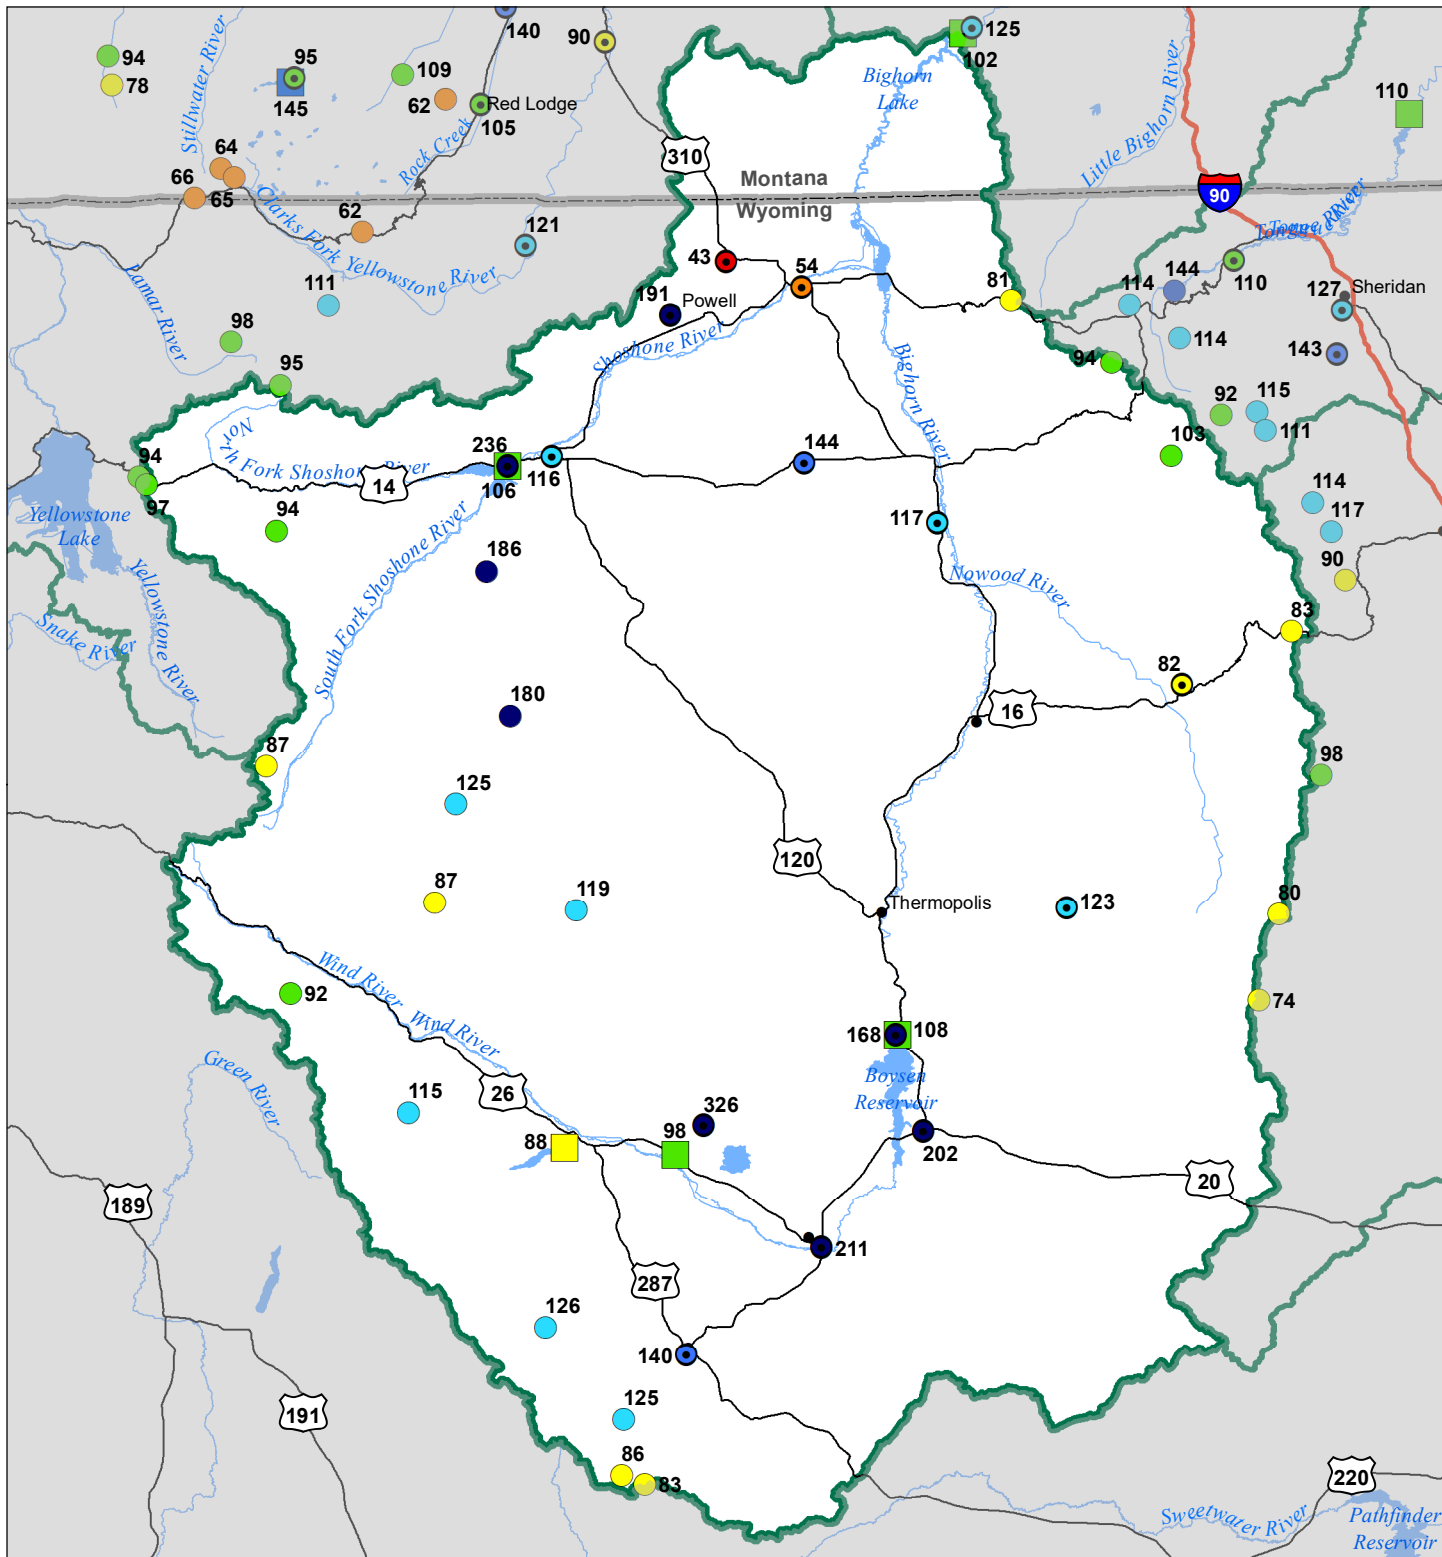 140
125
102
94
78
95
145
109
62
Red Lodge
105
90
Stillwater River
Rock Creek
Bighorn
Lake
Little Bighorn River
110
310
Montana
Wyoming
90
64
66
65
Clarks Fork Yellowstone River
62
121
Tongue River
Tongue River
43
54
81
114
144
110
127
Sheridan
111
Lamar River
191
Powell
Shoshone River
Bighorn River
114
143
98
95
94
92
115
111
North Fork Shoshone River
236
106
116
144
103
94
97
14
94
117
114
117
90
Yellowstone
Lake
South Fork Shoshone River
186
Nowood River
83
Snake River
Yellowstone River
82
180
16
87
98
125
120
87
119
Thermopolis
123
80
Wind River
92
74
Wind River
168
108
Green River
Boysen
Reservoir
115
26
326
88
98
202
20
189
211
287
126
140
191
125
86
83
220
Sweetwater River
Pathfinder
Reservoir